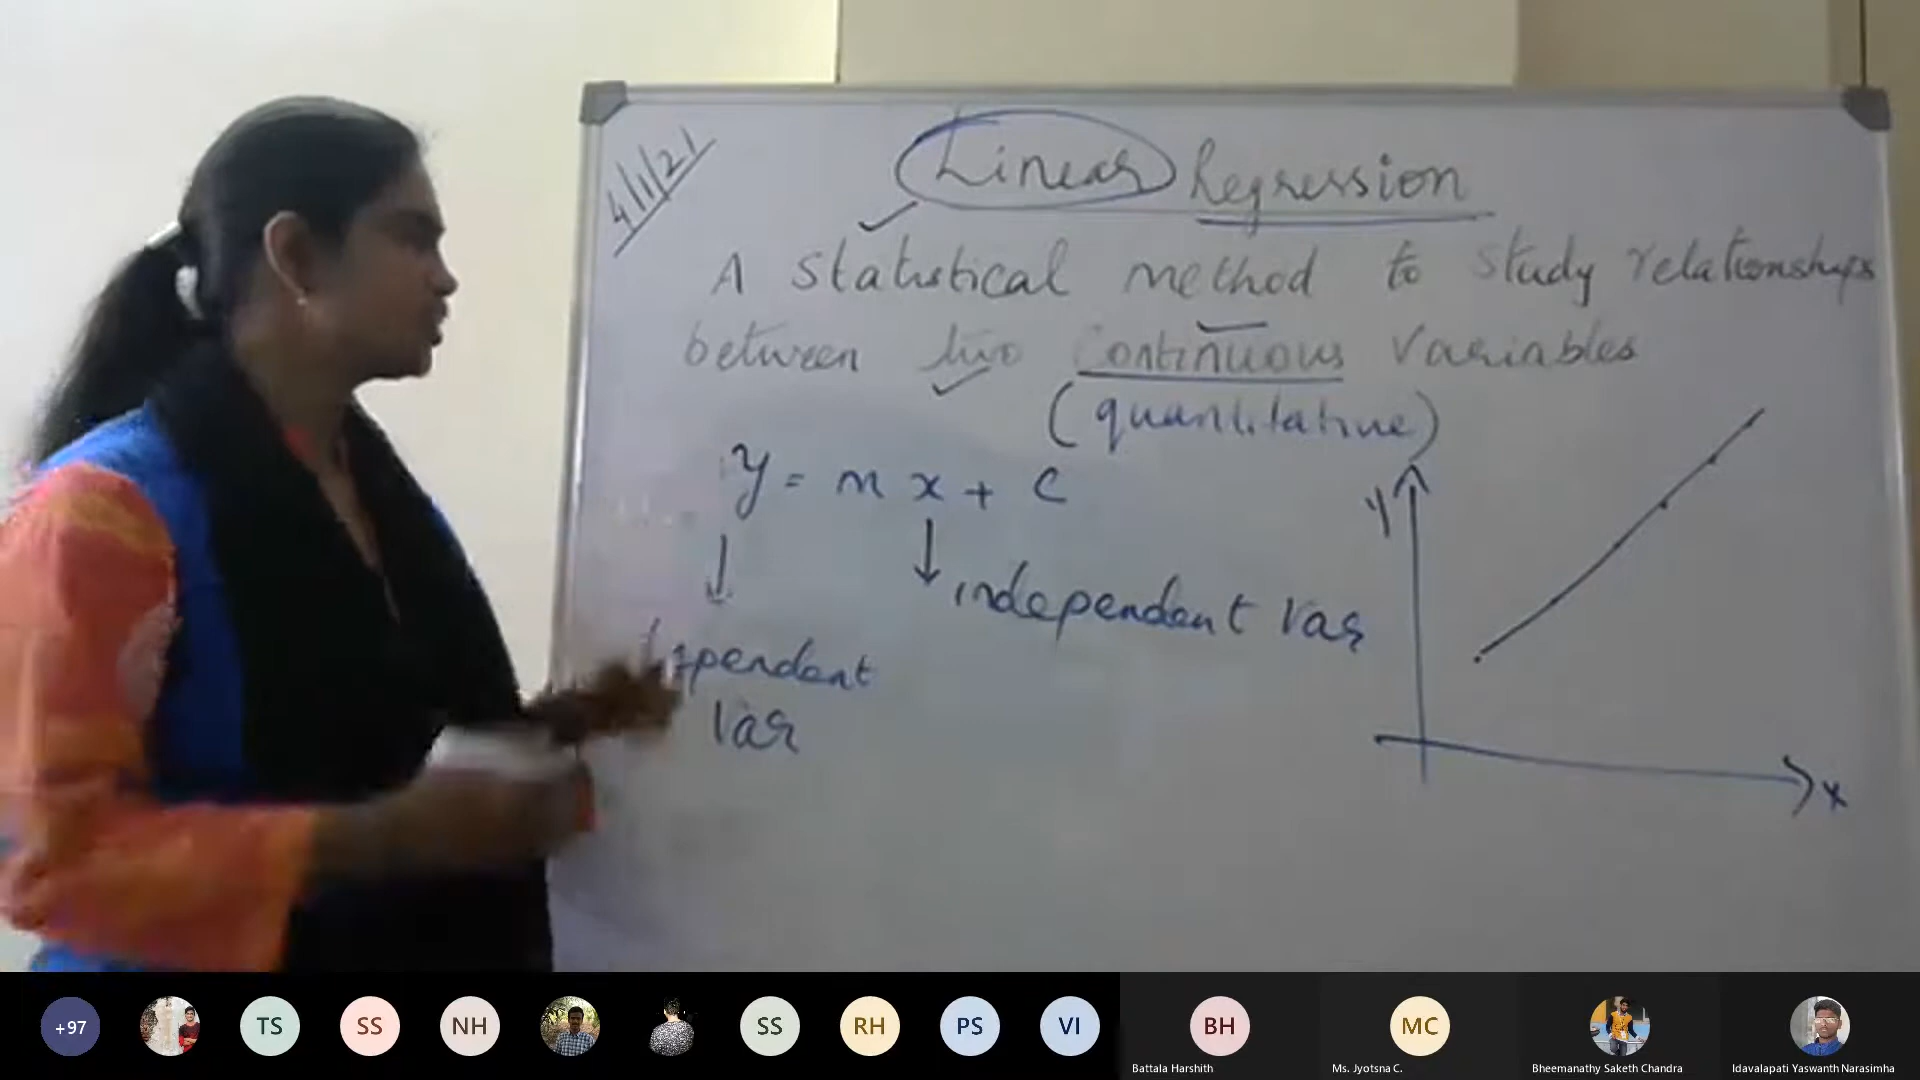 4/1/21
Linear Regression
A statistical method to study relationships
between two continuous variables
(quantitative)
y = mx + c
independent var
dependent
var
y
x
+97
TS
SS
NH
SS
RH
PS
VI
BH
MC
Battala Harshith
Ms. Jyotsna C.
Bheemanathy Saketh Chandra
Idavalapati Yaswanth Narasimha